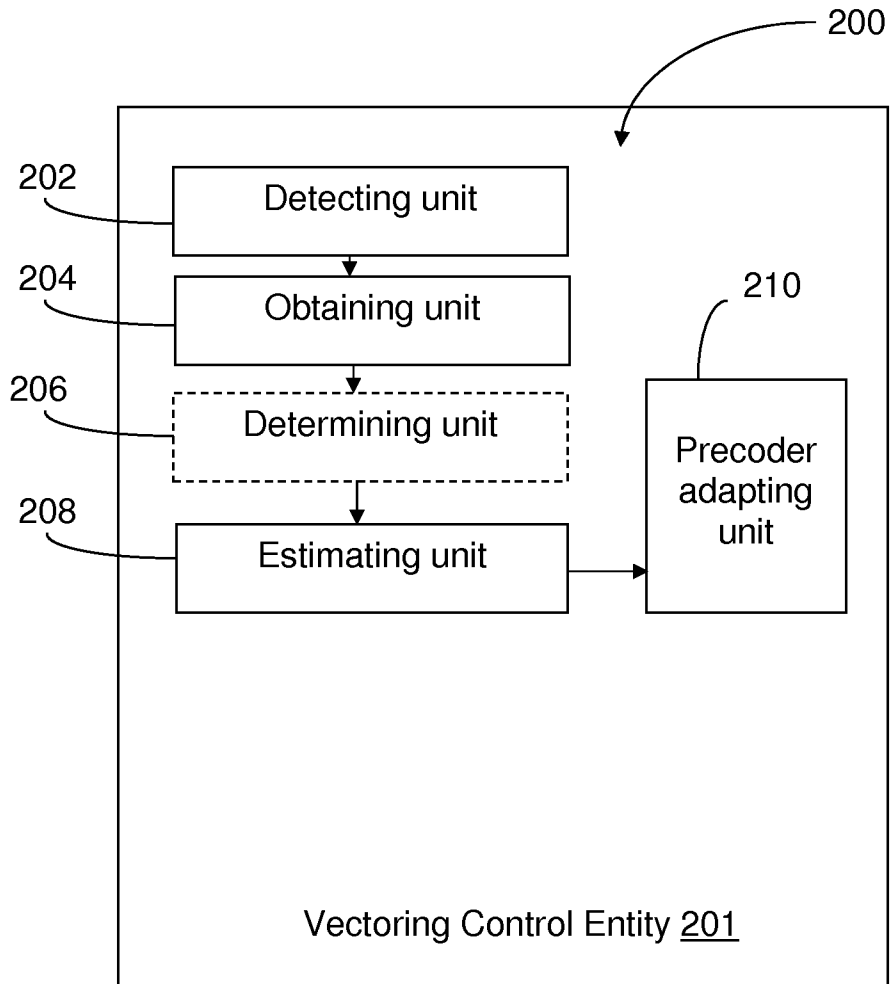 200
202
Detecting unit
204
Obtaining unit
210
206
Determining unit
Precoder
adapting
unit
208
Estimating unit
Vectoring Control Entity 201